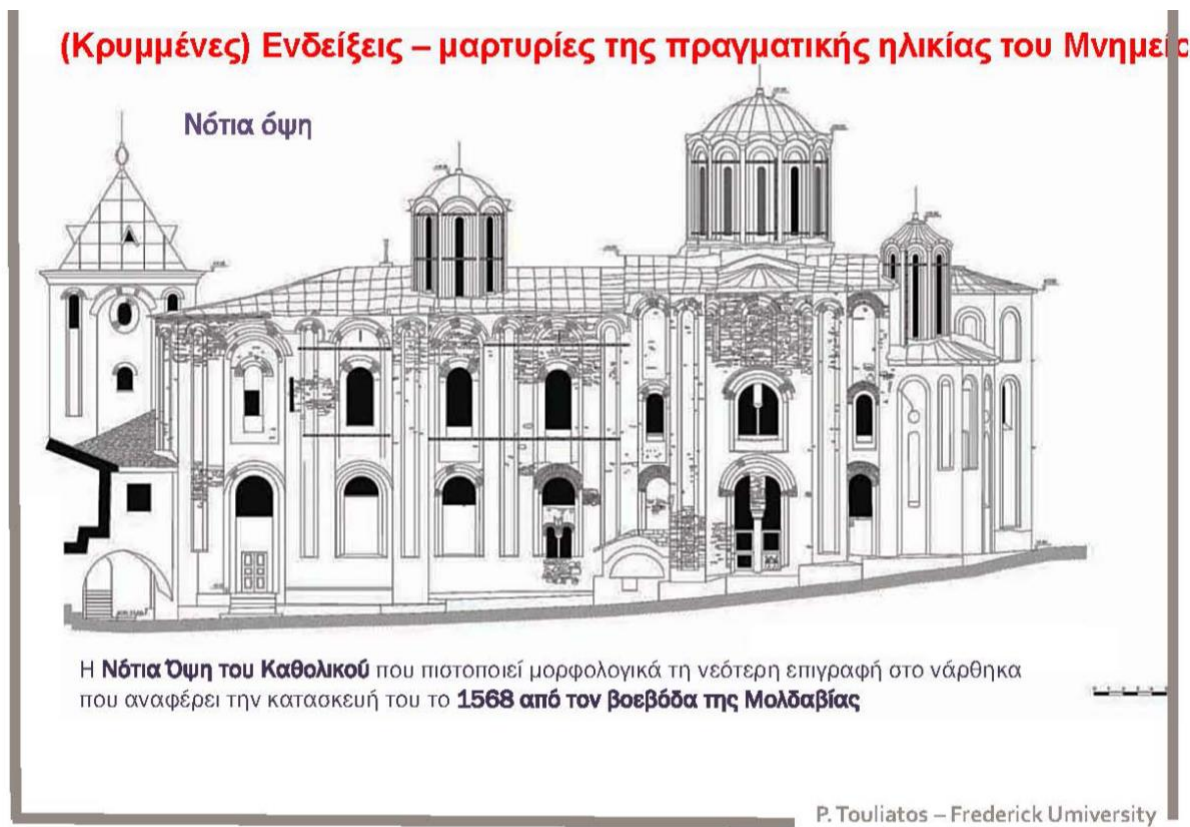 (Κρυμμένες) Ενδείξεις – μαρτυρίες της πραγματικής ηλικίας του Μνημείο
Νότια όψη
Η Νότια Όψη του Καθολικού που πιστοποιεί μορφολογικά τη νεότερη επιγραφή στο νάρθηκα
που αναφέρει την κατασκευή του το 1568 από τον βοεβόδα της Μολδαβίας
P. Touliatos – Frederick Umiversity